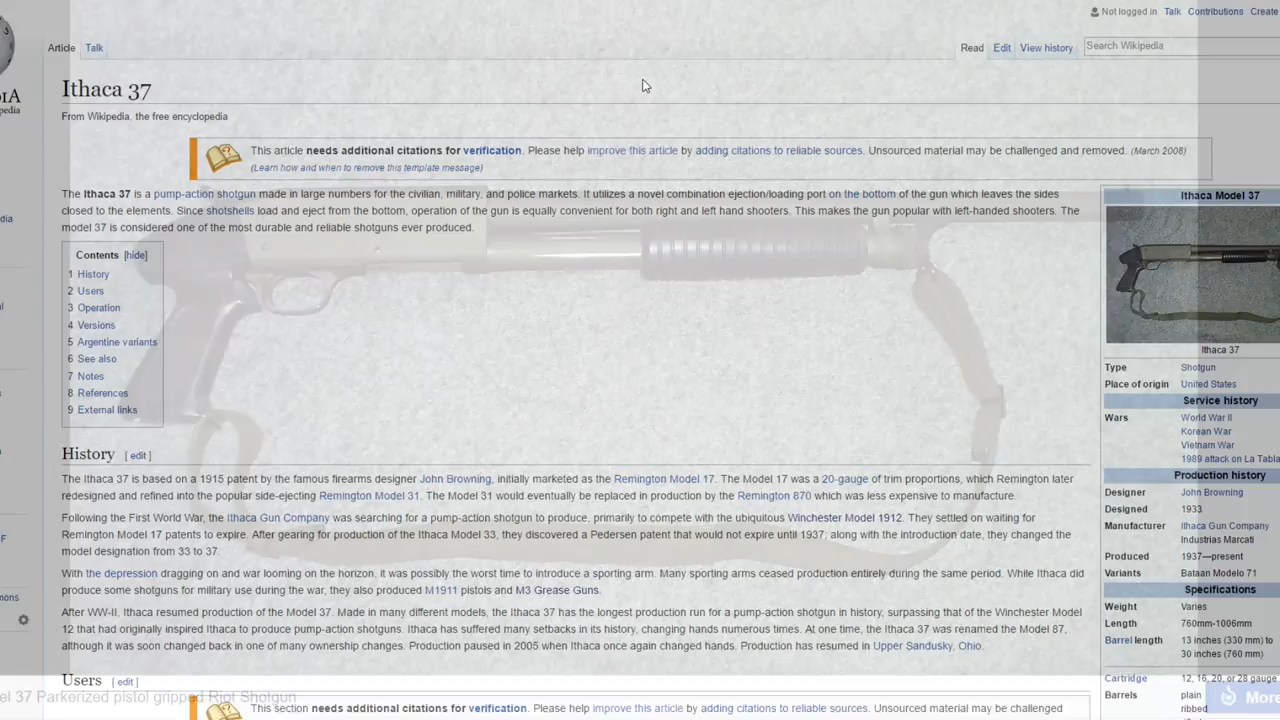 Not logged in Talk Contributions Create
Article Talk Read Edit View history Search Wikipedia
Ithaca 37
From Wikipedia, the free encyclopedia
This article needs additional citations for verification. Please help improve this article by adding citations to reliable sources. Unsourced material may be challenged and removed. (March 2008)
(Learn how and when to remove this template message)
The Ithaca 37 is a pump-action shotgun made in large numbers for the civilian, military, and police markets. It utilizes a novel combination ejection/loading port on the bottom of the gun which leaves the sides
closed to the elements. Since shotshells load and eject from the bottom, operation of the gun is equally convenient for both right and left hand shooters. This makes the gun popular with left-handed shooters. The
model 37 is considered one of the most durable and reliable shotguns ever produced.
Contents [hide]
1 History
2 Users
3 Operation
4 Versions
5 Argentine variants
6 See also
7 Notes
8 References
9 External links
History [ edit ]
The Ithaca 37 is based on a 1915 patent by the famous firearms designer John Browning, initially marketed as the Remington Model 17. The Model 17 was a 20-gauge of trim proportions, which Remington later
redesigned and refined into the popular side-ejecting Remington Model 31. The Model 31 would eventually be replaced in production by the Remington 870 which was less expensive to manufacture.
Following the First World War, the Ithaca Gun Company was searching for a pump-action shotgun to produce, primarily to compete with the ubiquitous Winchester Model 1912. They settled on waiting for
Remington Model 17 patents to expire. After gearing for production of the Ithaca Model 33, they discovered a Pedersen patent that would not expire until 1937; along with the introduction date, they changed the
model designation from 33 to 37.
With the depression dragging on and war looming on the horizon, it was possibly the worst time to introduce a sporting arm. Many sporting arms ceased production entirely during the same period. While Ithaca did
produce some shotguns for military use during the war, they also produced M1911 pistols and M3 Grease Guns.
After WW-II, Ithaca resumed production of the Model 37. Made in many different models, the Ithaca 37 has the longest production run for a pump-action shotgun in history, surpassing that of the Winchester Model
12 that had originally inspired Ithaca to produce pump-action shotguns. Ithaca has suffered many setbacks in its history, changing hands numerous times. At one time, the Ithaca 37 was renamed the Model 87,
although it was soon changed back in one of many ownership changes. Production paused in 2005 when Ithaca once again changed hands. Production has resumed in Upper Sandusky, Ohio.
Users [ edit ]
This section needs additional citations for verification. Please help improve this article by adding citations to reliable sources. Unsourced material may be challenged
Ithaca Model 37
Ithaca 37
Type Shotgun
Place of origin United States
Service history
Wars World War II
Korean War
Vietnam War
1989 attack on La Tabla
Production history
Designer John Browning
Designed 1933
Manufacturer Ithaca Gun Company
Industrias Marcati
Produced 1937—present
Variants Bataan Modelo 71
Specifications
Weight Varies
Length 760mm-1006mm
Barrel length 13 inches (330 mm) to
30 inches (760 mm)
Cartridge 12, 16, 20, or 28 gauge
Barrels plain
ribbed
el 37 Parkerized pistol gripped Riot Shotgun
More